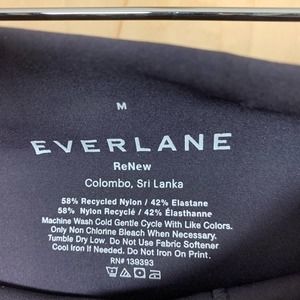 M
EVERLANE
ReNew
Colombo, Sri Lanka
58% Recycled Nylon / 42% Elastane
58% Nylon Recyclé / 42% Élasthanne
Machine Wash Cold Gentle Cycle With Like Colors.
Only Non Chlorine Bleach When Necessary.
Tumble Dry Low. Do Not Use Fabric Softener
Cool Iron If Needed. Do Not Iron On Print.
RN# 139393